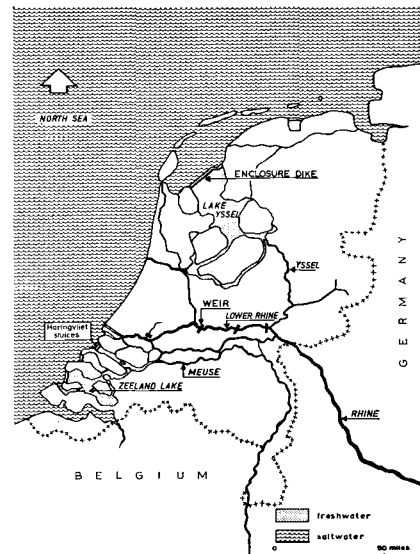 NORTH SEA
ENCLOSURE DIKE
LAKE
YSSEL
YSSEL
GERMANY
WEIR
LOWER RHINE
Haringvliet
sluices
MEUSE
ZEELAND LAKE
RHINE
BELGIUM
freshwater
saltwater
0
50 miles